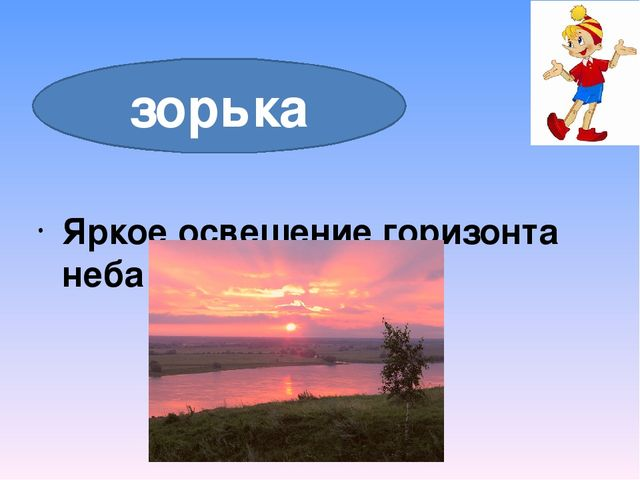 зорька
Яркое освещение горизонта
неба